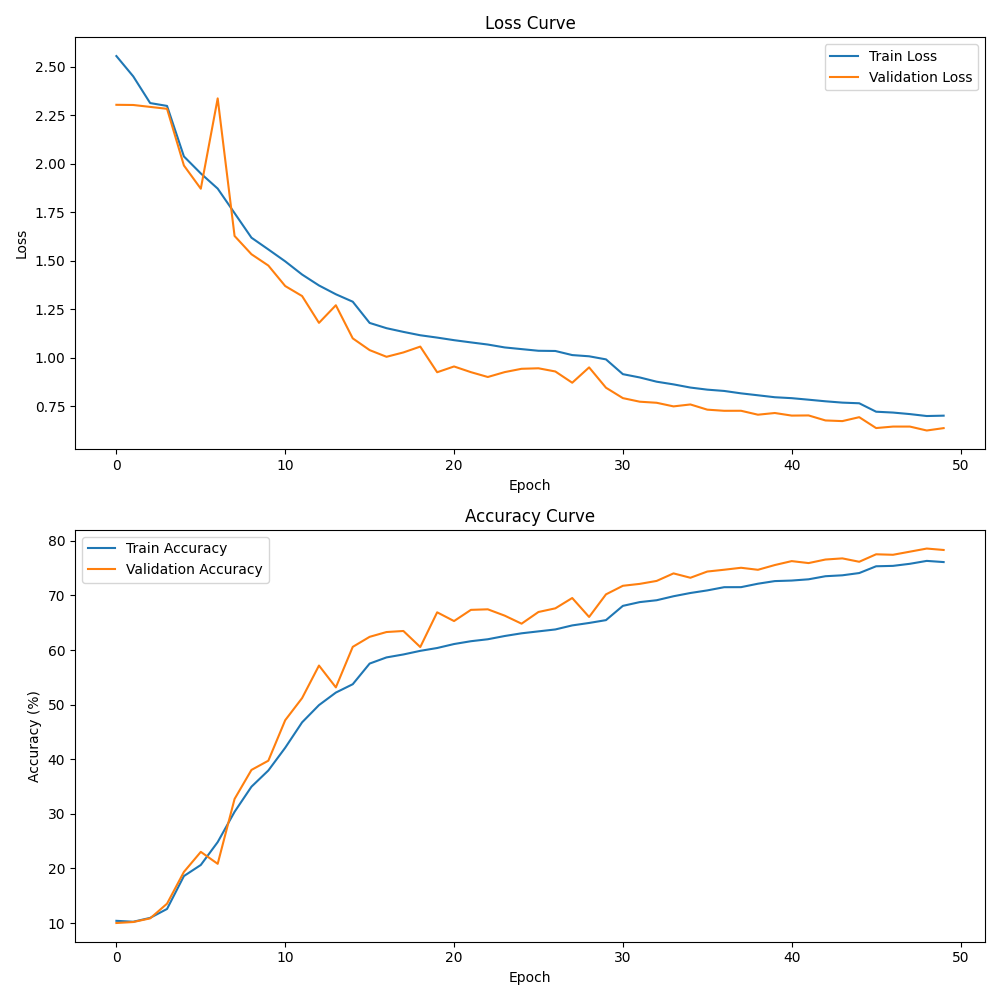 Loss Curve
Train Loss
Validation Loss
2.50
2.25
2.00
1.75
1.50
1.25
1.00
0.75
Loss
0 10 20 30 40 50
Epoch
Accuracy Curve
Train Accuracy
Validation Accuracy
80
70
60
50
40
30
20
10
Accuracy (%)
0 10 20 30 40 50
Epoch